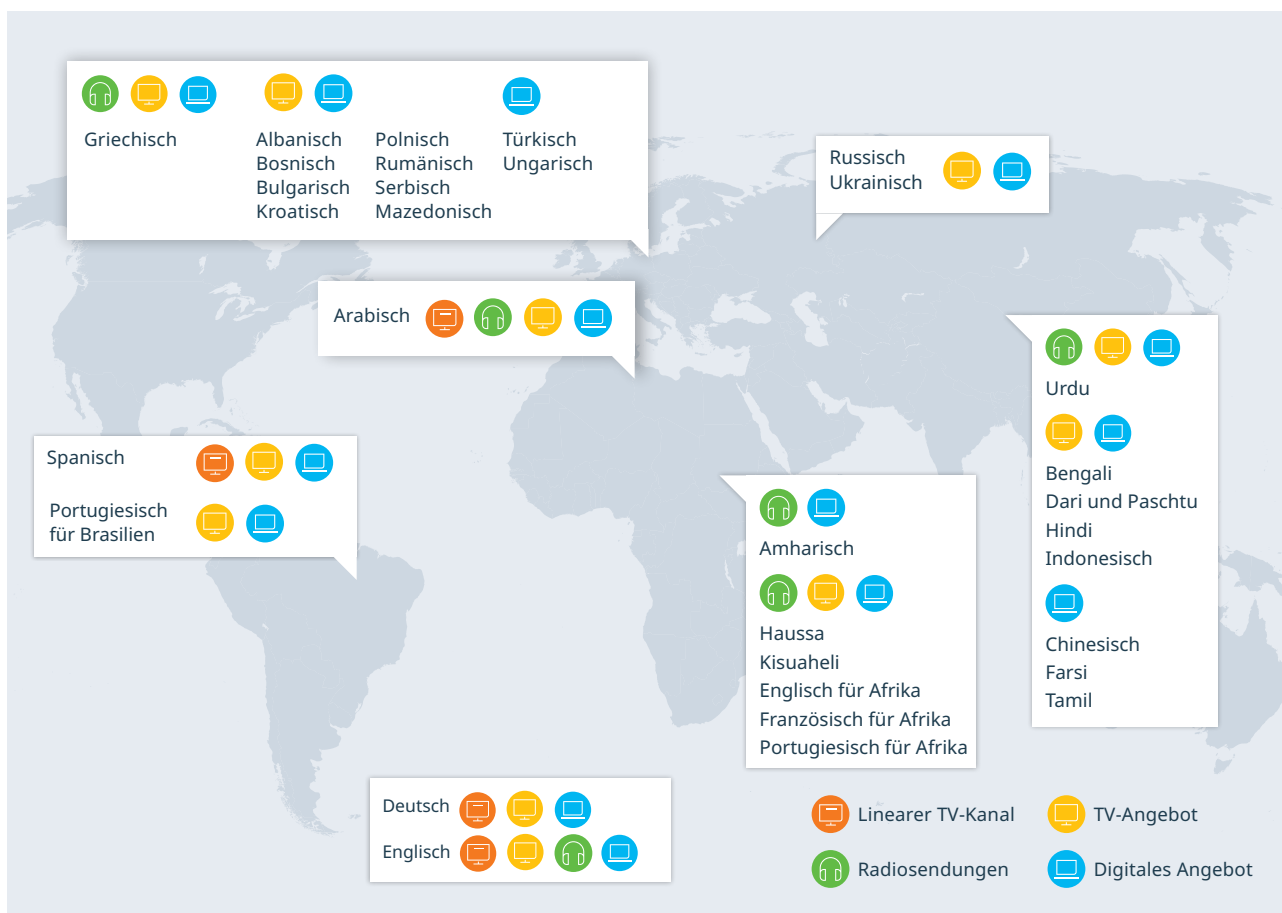 Griechisch
Albanisch
Bosnisch
Bulgarisch
Kroatisch
Polnisch
Rumänisch
Serbisch
Mazedonisch
Türkisch
Ungarisch
Russisch
Ukrainisch
Arabisch
Urdu
Bengali
Dari und Paschtu
Hindi
Indonesisch
Chinesisch
Farsi
Tamil
Spanisch
Portugiesisch
für Brasilien
Amharisch
Haussa
Kisuaheli
Englisch für Afrika
Französisch für Afrika
Portugiesisch für Afrika
Deutsch
Englisch
Linearer TV-Kanal
TV-Angebot
Radiosendungen
Digitales Angebot